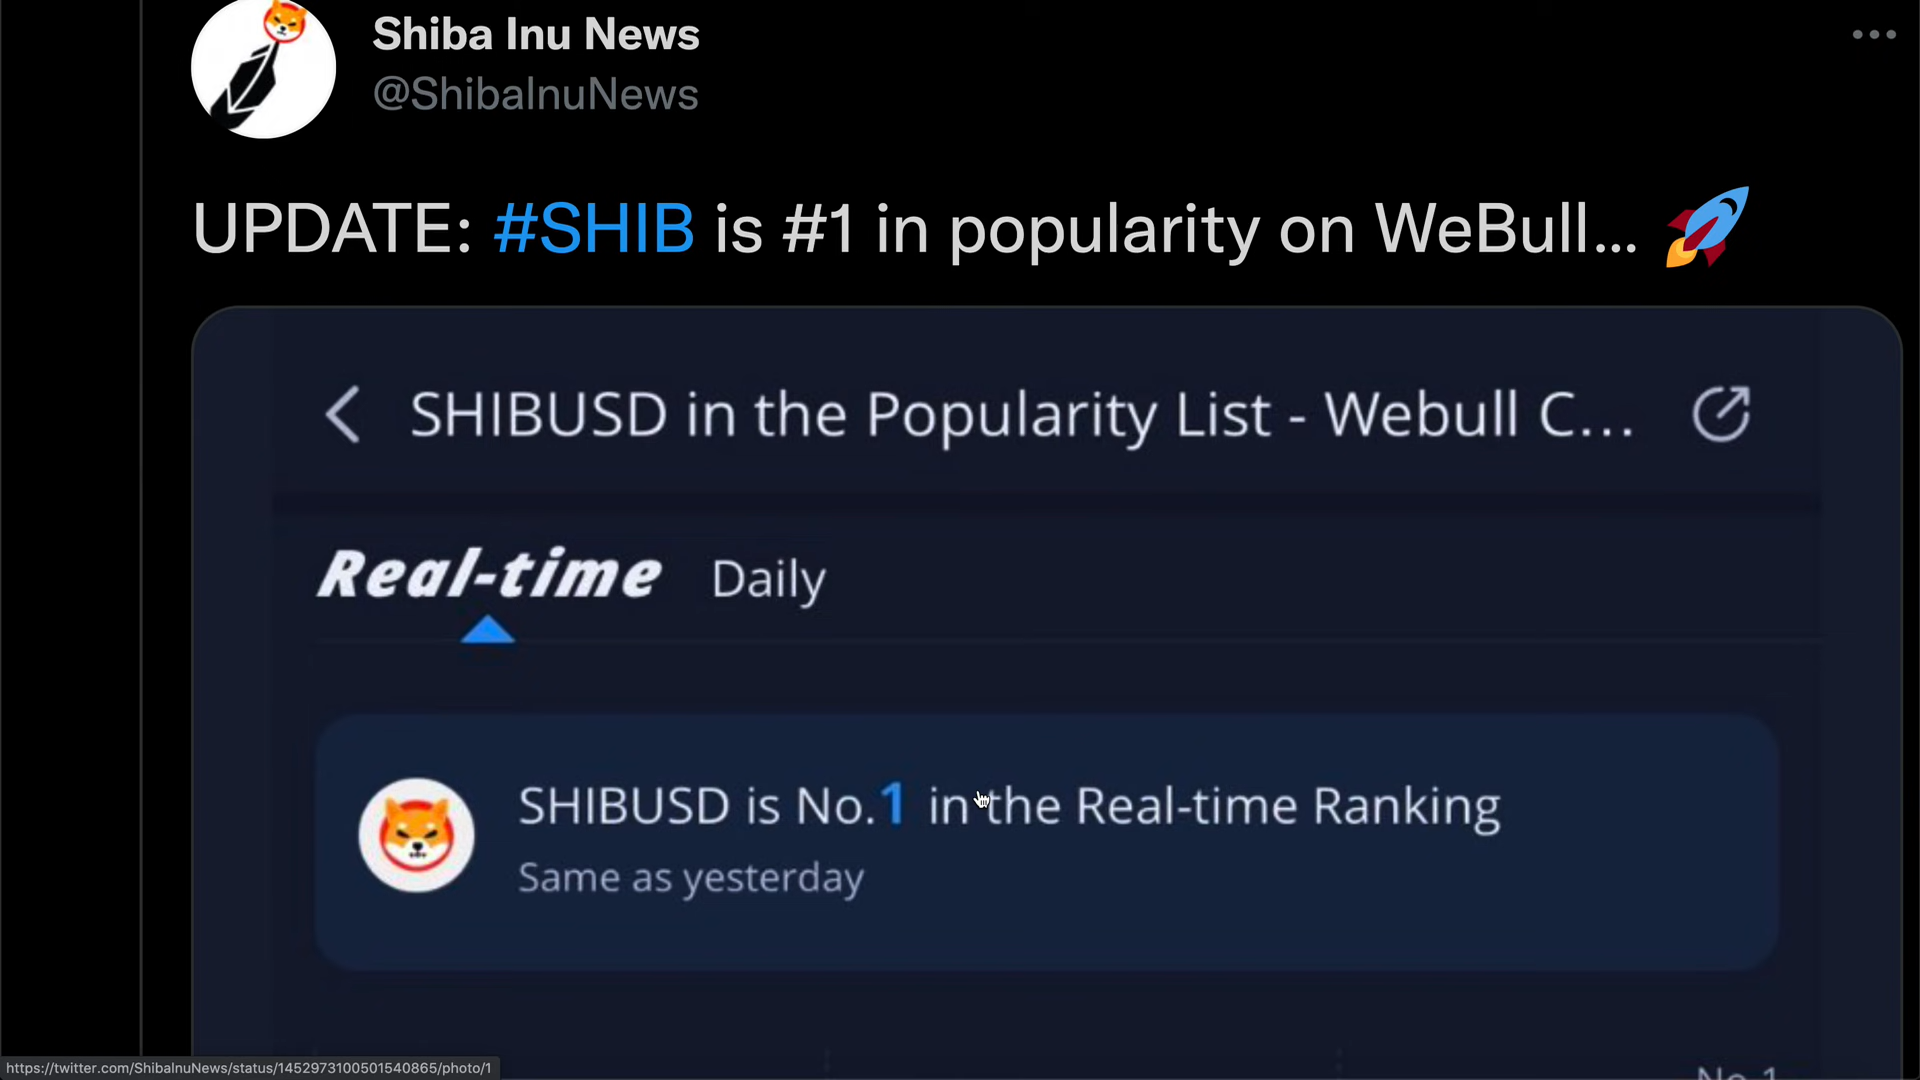 Shiba Inu News
@ShibaInuNews
UPDATE: #SHIB is #1 in popularity on WeBull...
SHIBUSD in the Popularity List - Webull C...
Real-time Daily
SHIBUSD is No.1 in the Real-time Ranking
Same as yesterday
No.1
https://twitter.com/ShibaInuNews/status/1452973100501540865/photo/1